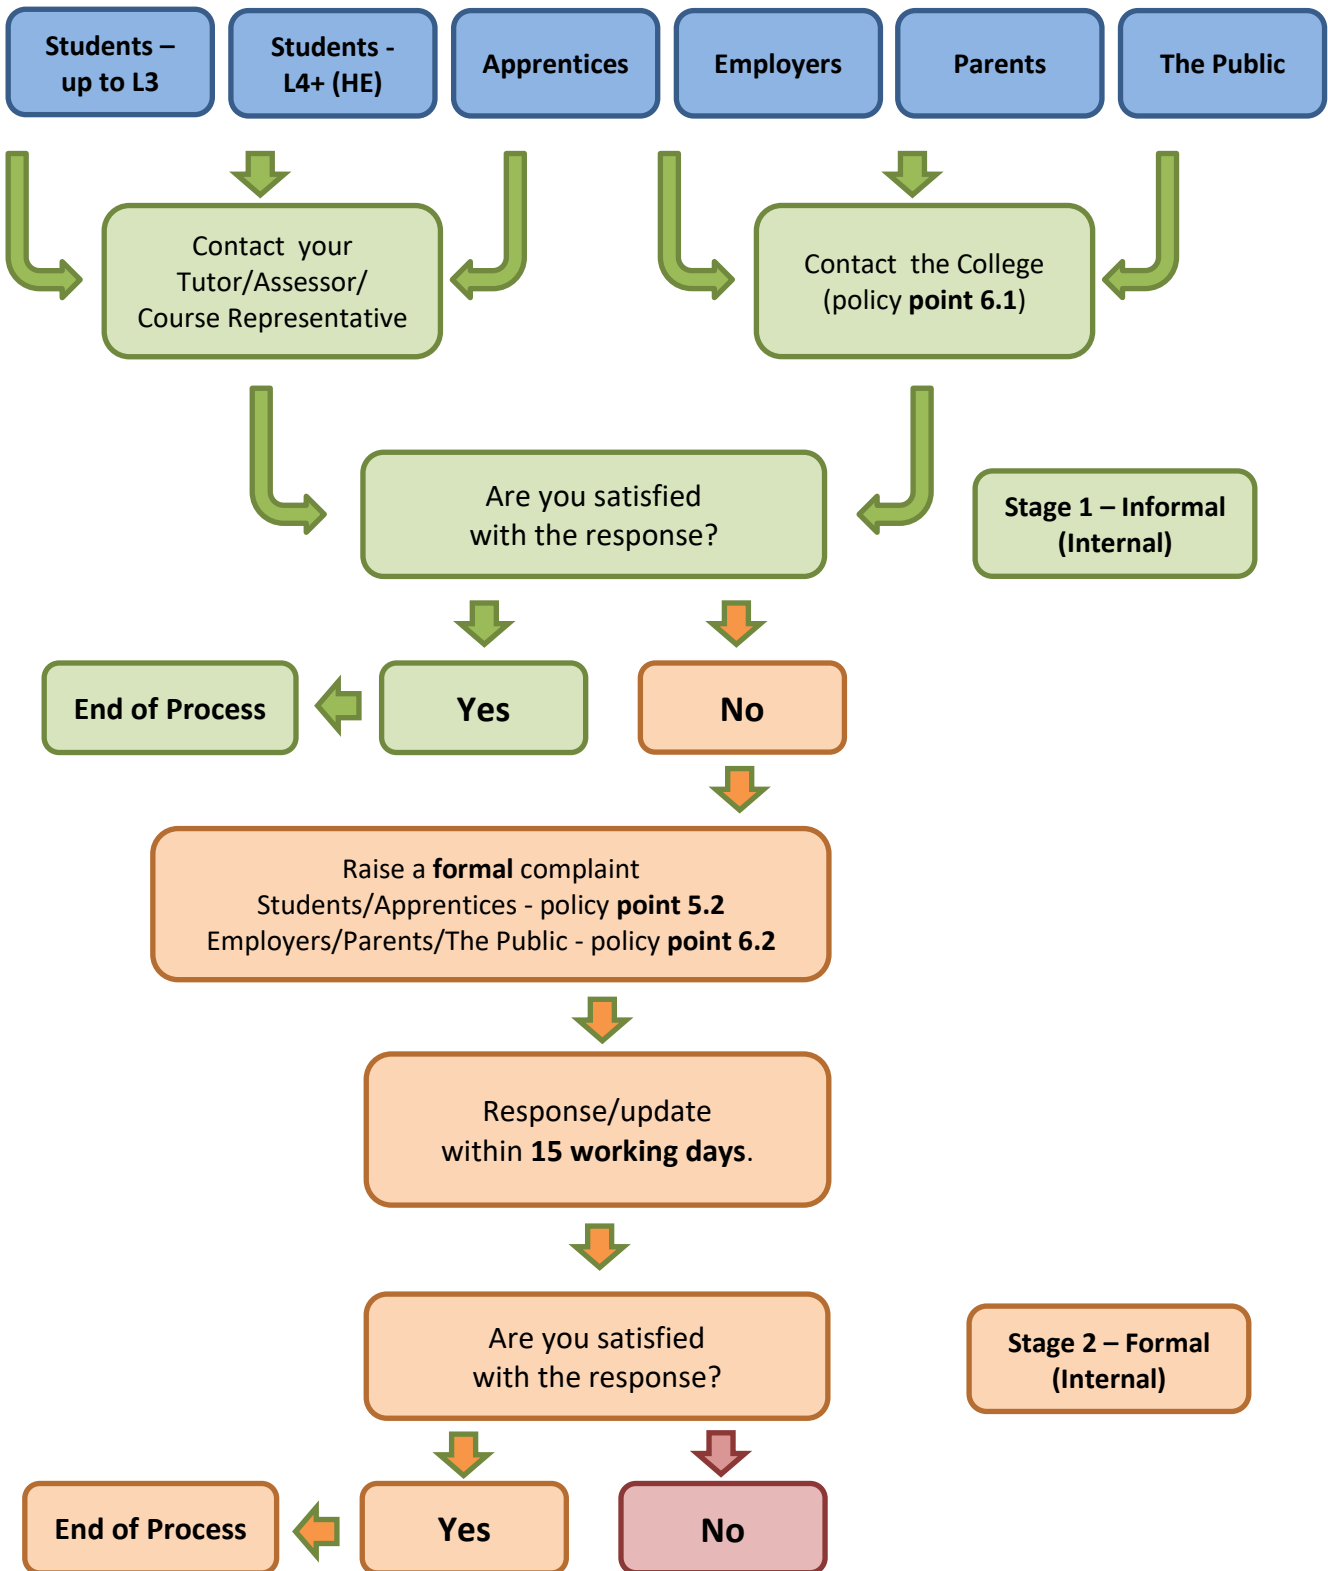 Students –
up to L3
Students -
L4+ (HE)
Apprentices
Employers
Parents
The Public
Contact  your
Tutor/Assessor/
Course Representative
Contact  the College
(policy point 6.1)
Are you satisfied
with the response?
Stage 1 – Informal
(Internal)
End of Process
Yes
No
Raise a formal complaint
Students/Apprentices - policy point 5.2
Employers/Parents/The Public - policy point 6.2
Response/update
within 15 working days.
Are you satisfied
with the response?
Stage 2 – Formal
(Internal)
End of Process
Yes
No